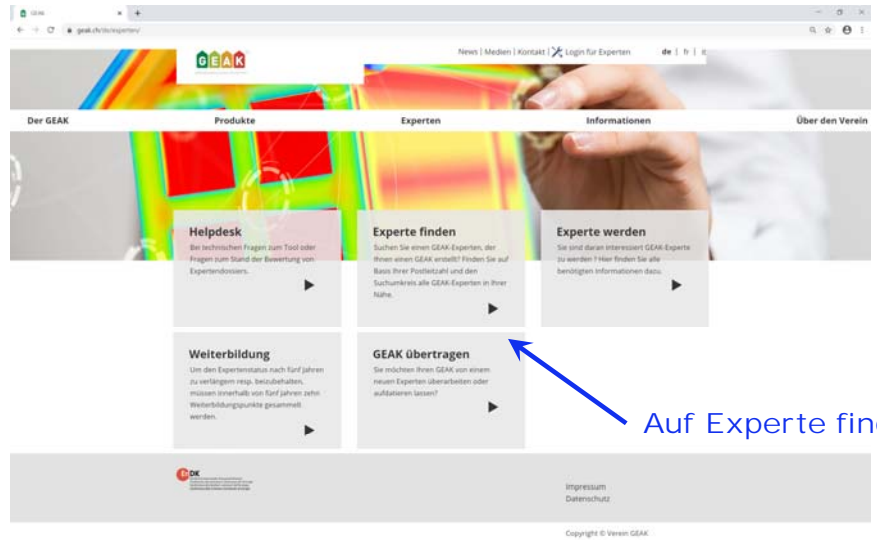 GEAK
geak.ch/de/experten/
GEAK
News | Medien | Kontakt | Login für Experten
de | fr | it
Der GEAK
Produkte
Experten
Informationen
Über den Verein
Helpdesk
Bei technischen Fragen zum Tool oder
Fragen zum Stand der Bewertung von
Expertendossiers.
Experte finden
Suchen Sie einen GEAK-Experten, der
Ihnen einen GEAK erstellt? Finden Sie auf
Basis Ihrer Postleitzahl und den
Suchumkreis alle GEAK-Experten in Ihrer
Nähe.
Experte werden
Sie sind daran interessiert GEAK-Experte
zu werden ? Hier finden Sie alle
benötigten Informationen dazu.
Weiterbildung
Um den Expertenstatus nach fünf Jahren
zu verlängern resp. beizubehalten,
müssen innerhalb von fünf Jahren zehn
Weiterbildungspunkte gesammelt
werden.
GEAK übertragen
Sie möchten Ihren GEAK von einem
neuen Experten überarbeiten oder
aufdatieren lassen?
Auf Experte fin
EnDK
Impressum
Datenschutz
Copyright © Verein GEAK